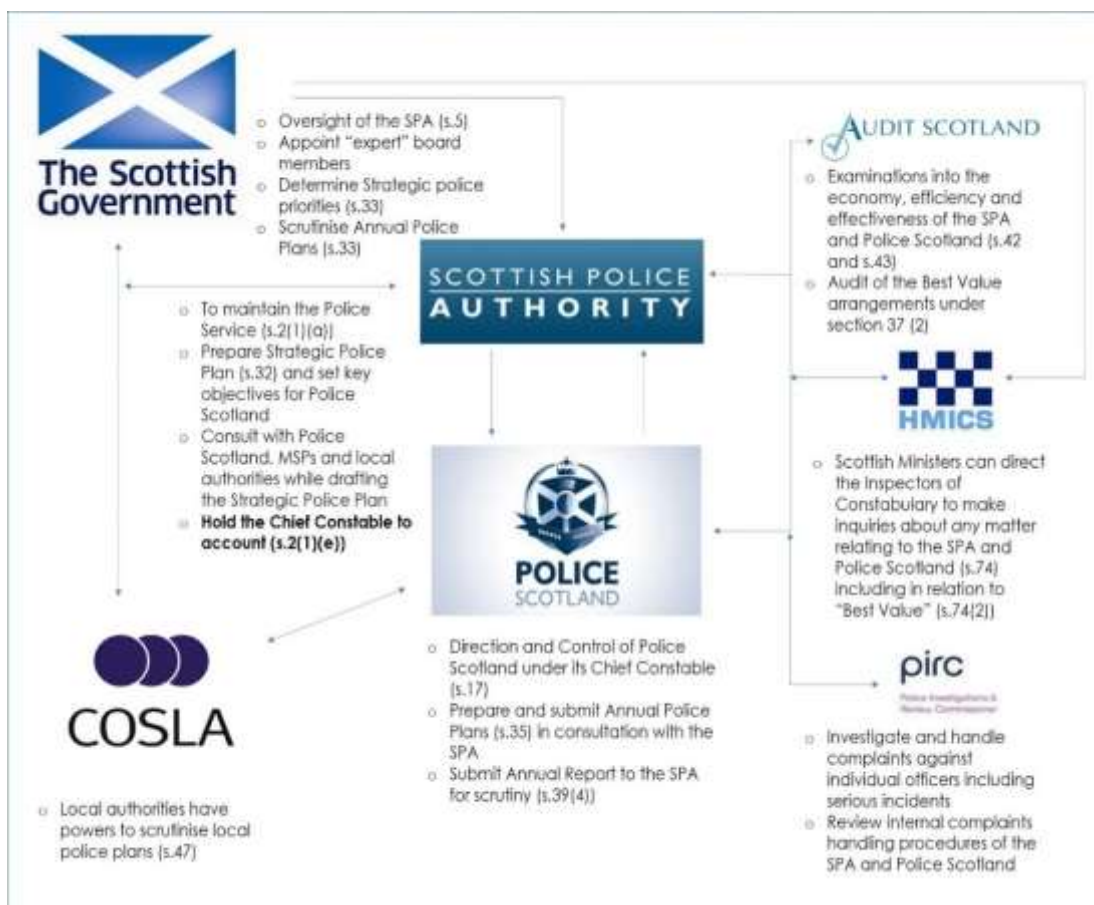 The Scottish
Government
o Oversight of the SPA (s.5)
o Appoint “expert” board
members
o Determine Strategic police
priorities (s.33)
o Scrutinise Annual Police
Plans (s.33)
SCOTTISH POLICE
AUTHORITY
o To maintain the Police
Service (s.2(1)(a))
o Prepare Strategic Police
Plan (s.32) and set key
objectives for Police
Scotland
o Consult with Police
Scotland, MSPs and local
authorities while drafting
the Strategic Police Plan
o Hold the Chief Constable to
account (s.2(1)(e))
POLICE
SCOTLAND
o Direction and Control of Police
Scotland under its Chief Constable
(s.17)
o Prepare and submit Annual Police
Plans (s.35) in consultation with the
SPA
o Submit Annual Report to the SPA
for scrutiny (s.39(4))
COSLA
o Local authorities have
powers to scrutinise local
police plans (s.47)
AUDIT SCOTLAND
o Examinations into the
economy, efficiency and
effectiveness of the SPA
and Police Scotland (s.42
and s.43)
o Audit of the Best Value
arrangements under
section 37 (2)
HMICS
o Scottish Ministers can direct
the Inspectors of
Constabulary to make
inquiries about any matter
relating to the SPA and
Police Scotland (s.74)
Including in relation to
“Best Value” (s.74(2))
pirc
Police Investigations &
Review Commissioner
o Investigate and handle
complaints against
individual officers including
serious incidents
o Review internal complaints
handling procedures of the
SPA and Police Scotland